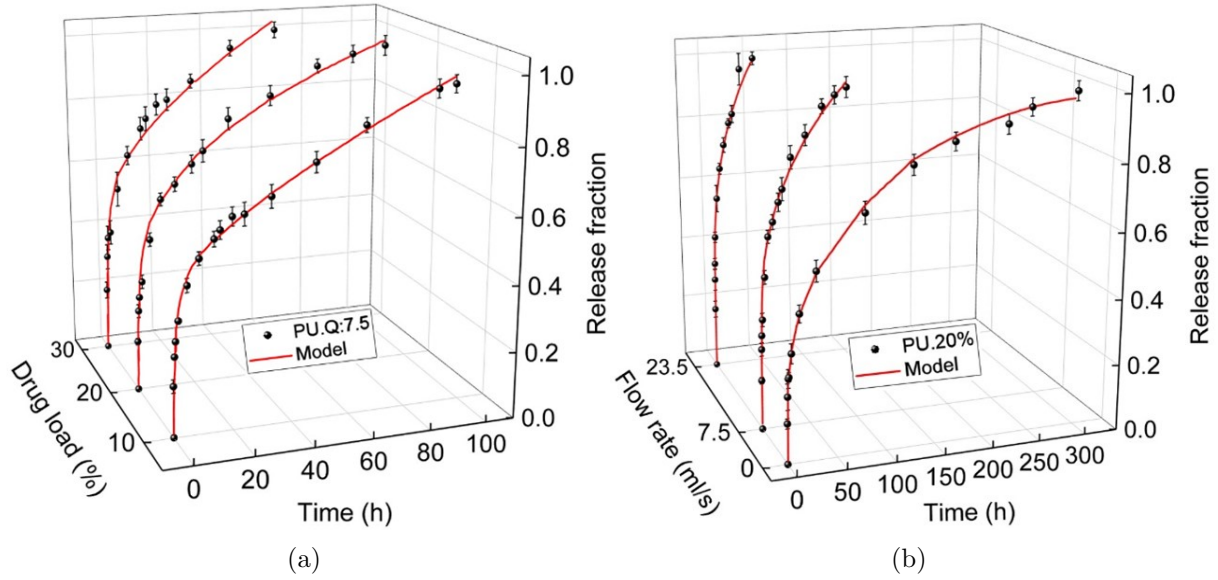 1.0
0.8
0.6
0.4
0.2
0.0
Release fraction
30
20
10
Drug load (%)
0
20
40
60
80
100
Time (h)
PU.Q:7.5
Model
(a)
1.0
0.8
0.6
0.4
0.2
0.0
Release fraction
23.5
7.5
0
Flow rate (ml/s)
0
50
100
150
200
250
300
Time (h)
PU.20%
Model
(b)